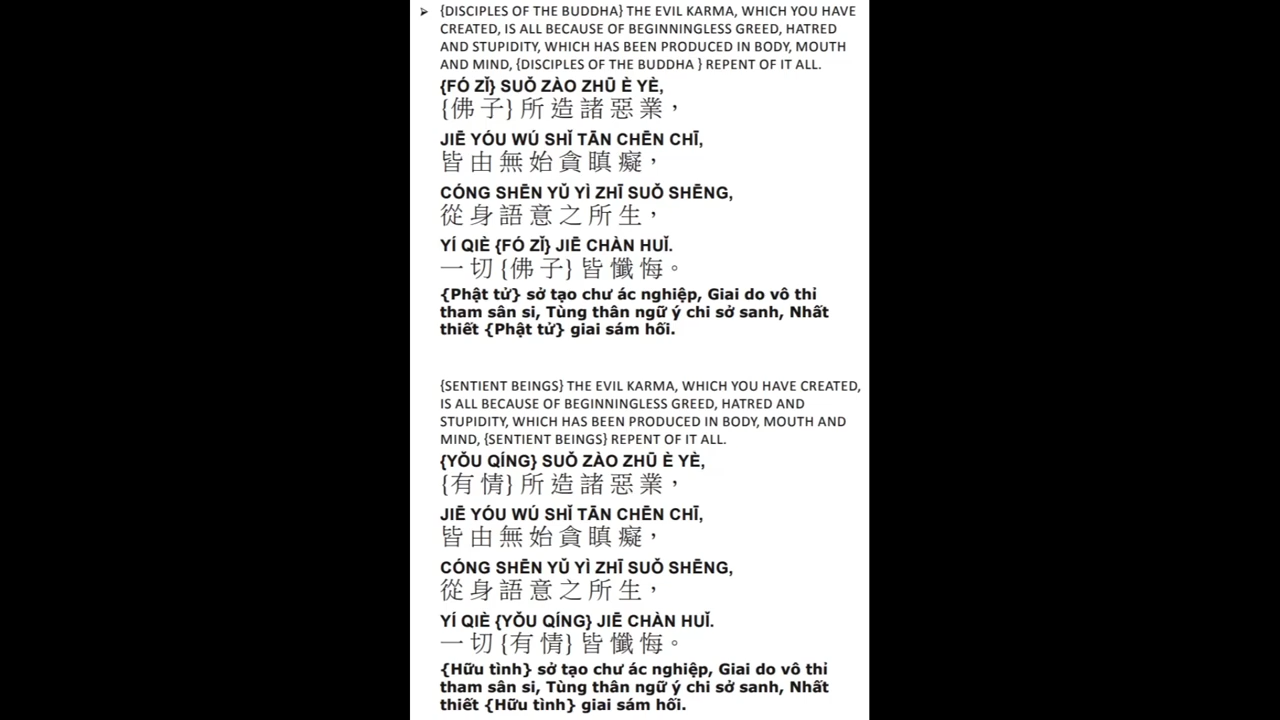 ➢ {DISCIPLES OF THE BUDDHA} THE EVIL KARMA, WHICH YOU HAVE
CREATED, IS ALL BECAUSE OF BEGINNINGLESS GREED, HATRED
AND STUPIDITY, WHICH HAS BEEN PRODUCED IN BODY, MOUTH
AND MIND, {DISCIPLES OF THE BUDDHA } REPENT OF IT ALL.
{FÓ ZǏ} SUǑ ZÀO ZHŪ È YÈ,
{佛 子} 所 造 諸 惡 業，
JIĒ YÓU WÚ SHǏ TĀN CHĒN CHĪ,
皆 由 無 始 貪 瞋 癡，
CÓNG SHĒN YǓ YÌ ZHĪ SUǑ SHĒNG,
從 身 語 意 之 所 生，
YÍ QIÈ {FÓ ZǏ} JIĒ CHÀN HUǏ.
一 切 {佛 子} 皆 懺 悔。
{Phật tử} sở tạo chư ác nghiệp, Giai do vô thỉ
tham sân si, Tùng thân ngữ ý chi sở sanh, Nhất
thiết {Phật tử} giai sám hối.
{SENTIENT BEINGS} THE EVIL KARMA, WHICH YOU HAVE CREATED,
IS ALL BECAUSE OF BEGINNINGLESS GREED, HATRED AND
STUPIDITY, WHICH HAS BEEN PRODUCED IN BODY, MOUTH AND
MIND, {SENTIENT BEINGS} REPENT OF IT ALL.
{YǑU QÍNG} SUǑ ZÀO ZHŪ È YÈ,
{有 情} 所 造 諸 惡 業，
JIĒ YÓU WÚ SHǏ TĀN CHĒN CHĪ,
皆 由 無 始 貪 瞋 癡，
CÓNG SHĒN YǓ YÌ ZHĪ SUǑ SHĒNG,
從 身 語 意 之 所 生，
YÍ QIÈ {YǑU QÍNG} JIĒ CHÀN HUǏ.
一 切 {有 情} 皆 懺 悔。
{Hữu tình} sở tạo chư ác nghiệp, Giai do vô thỉ
tham sân si, Tùng thân ngữ ý chi sở sanh, Nhất
thiết {Hữu tình} giai sám hối.